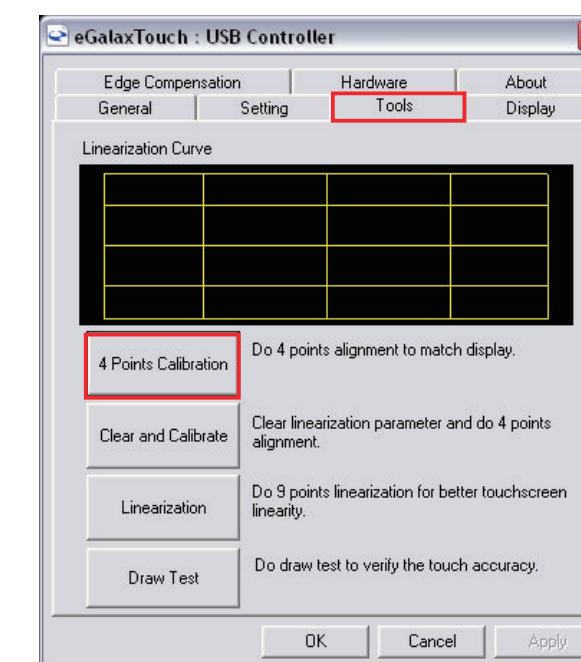 eGalaxTouch : USB Controller
Edge Compensation Hardware About
General Setting Tools Display
Linearization Curve
4 Points Calibration
Do 4 points alignment to match display.
Clear and Calibrate
Clear linearization parameter and do 4 points
alignment.
Linearization
Do 9 points linearization for better touchscreen
linearity.
Draw Test
Do draw test to verify the touch accuracy.
OK Cancel Apply